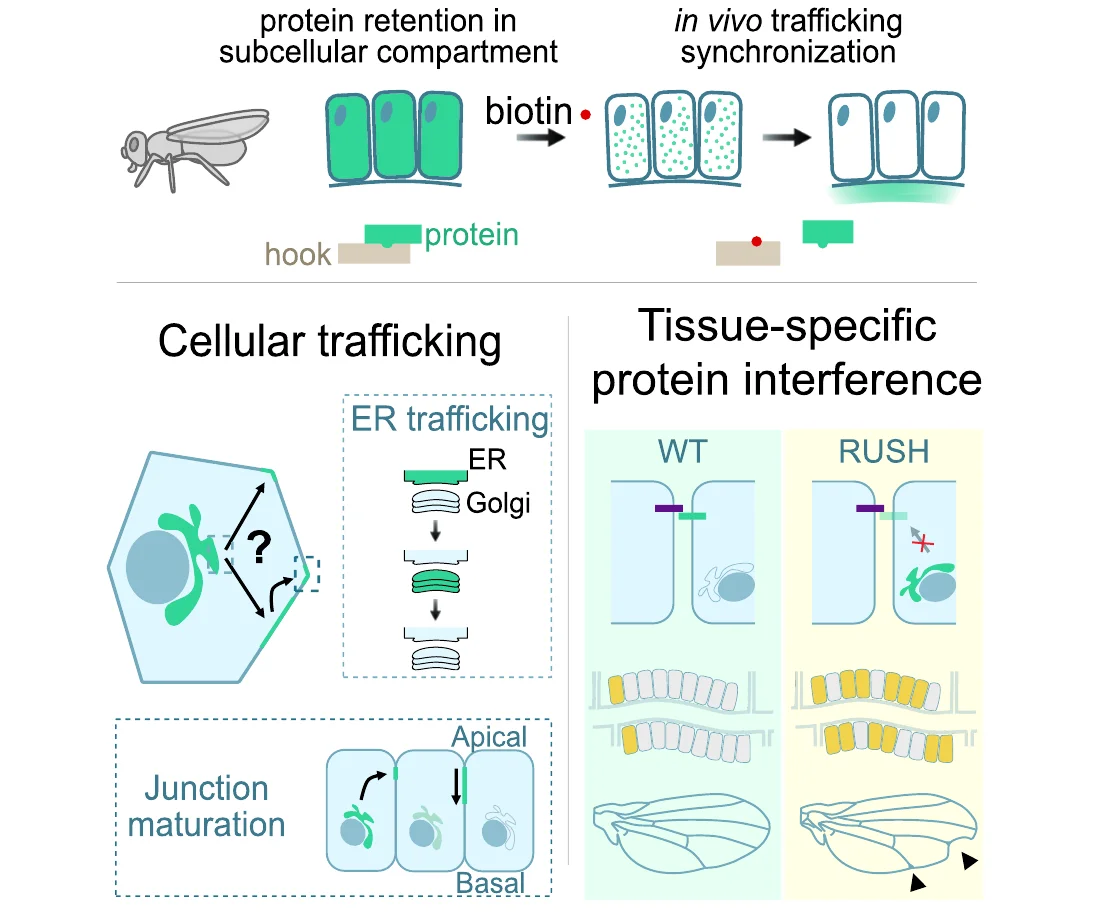 protein retention in
subcellular compartment
in vivo trafficking
synchronization
biotin
hook
protein
Cellular trafficking
?
ER trafficking
ER
Golgi
Junction
maturation
Apical
Basal
Tissue-specific
protein interference
WT
RUSH